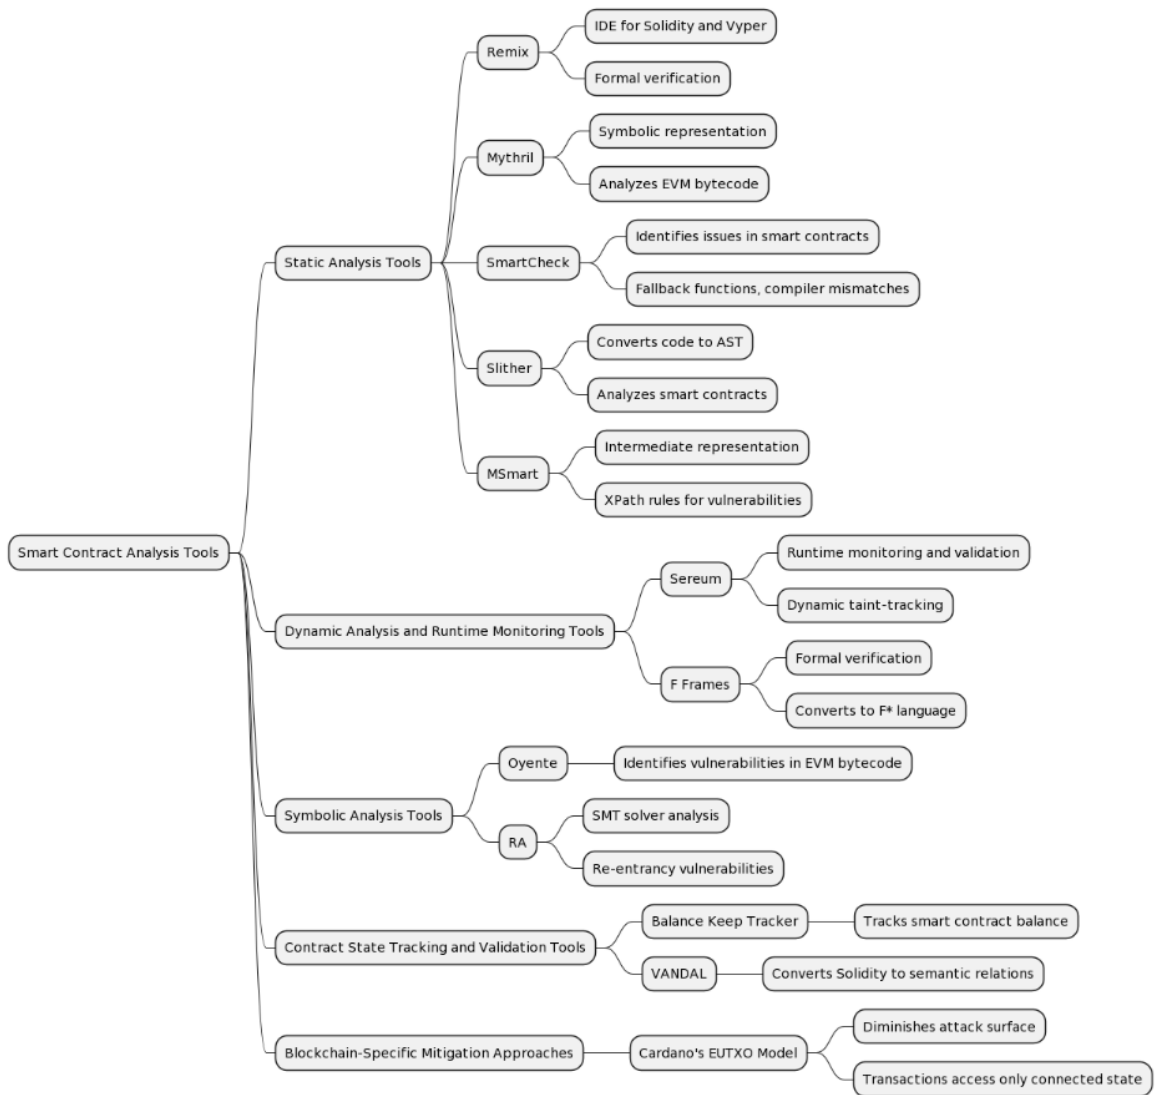 Smart Contract Analysis Tools
Static Analysis Tools
Remix
IDE for Solidity and Vyper
Formal verification
Mythril
Symbolic representation
Analyzes EVM bytecode
SmartCheck
Identifies issues in smart contracts
Fallback functions, compiler mismatches
Slither
Converts code to AST
Analyzes smart contracts
MSmart
Intermediate representation
XPath rules for vulnerabilities
Dynamic Analysis and Runtime Monitoring Tools
Sereum
Runtime monitoring and validation
Dynamic taint-tracking
F Frames
Formal verification
Converts to F* language
Symbolic Analysis Tools
Oyente
Identifies vulnerabilities in EVM bytecode
RA
SMT solver analysis
Re-entrancy vulnerabilities
Contract State Tracking and Validation Tools
Balance Keep Tracker
Tracks smart contract balance
VANDAL
Converts Solidity to semantic relations
Blockchain-Specific Mitigation Approaches
Cardano's EUTXO Model
Diminishes attack surface
Transactions access only connected state